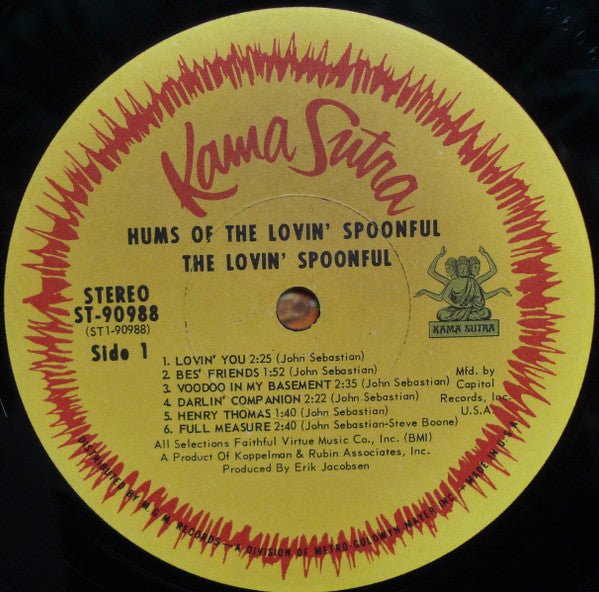 Kama Sutra
HUMS OF THE LOVIN' SPOONFUL
THE LOVIN' SPOONFUL
STEREO
ST-90988
(ST1-90988)
Side 1
KAMA SUTRA
1. LOVIN' YOU 2:25 (John Sebastian)
2. BES' FRIENDS 1:52 (John Sebastian)
3. VOODOO IN MY BASEMENT 2:35 (John Sebastian)
4. DARLIN' COMPANION 2:22 (John Sebastian)
5. HENRY THOMAS 1:40 (John Sebastian)
6. FULL MEASURE 2:40 (John Sebastian-Steve Boone)
Mfd. by
Capitol
Records, Inc.
U.S.A.
All Selections Faithful Virtue Music Co., Inc. (BMI)
A Product Of Koppelman & Rubin Associates, Inc.
Produced By Erik Jacobsen
DISTRIBUTED BY M.G.M. RECORDS — A DIVISION OF METRO-GOLDWYN-MAYER INC. — MADE IN U.S.A.